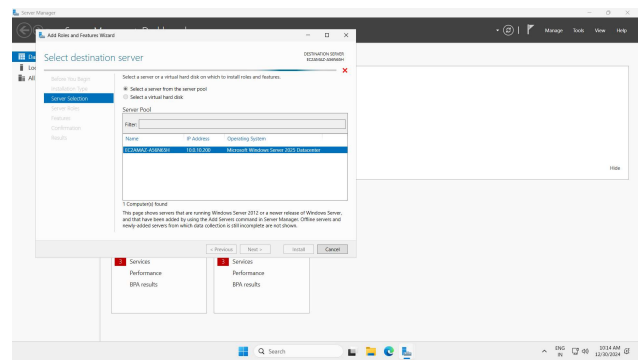 Server Manager
Manage Tools View Help
Add Roles and Features Wizard
Select destination server
DESTINATION SERVER
Before You Begin
Installation Type
Server Selection
Server Roles
Features
Confirmation
Results
Select a server or a virtual hard disk on which to install roles and features.
Select a server from the server pool
Select a virtual hard disk
Server Pool
Filter:
Name IP Address Operating System
10.0.10.200 Microsoft Windows Server 2025 Datacenter
1 Computer(s) found
This page shows servers that are running Windows Server 2012 or a newer release of Windows Server,
and that have been added by using the Add Servers command in Server Manager. Offline servers and
newly-added servers from which data collection is still incomplete are not shown.
< Previous Next > Install Cancel
Hide
3 Services
Performance
BPA results
3 Services
Performance
BPA results
Search
ENG
IN
10:14 AM
12/30/2024